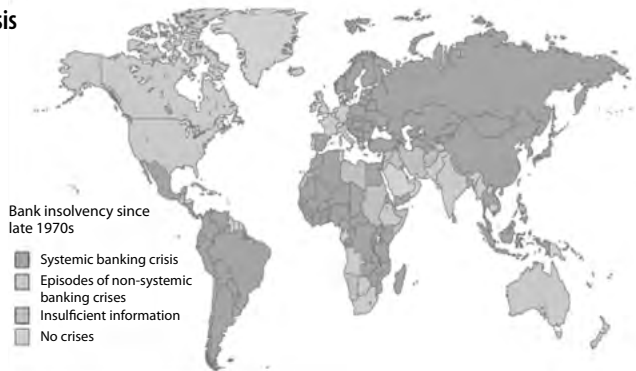 sis
Bank insolvency since
late 1970s
Systemic banking crisis
Episodes of non-systemic
banking crises
Insufficient information
No crises